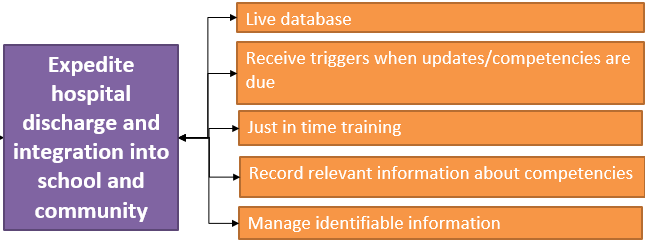 Expedite
hospital
discharge and
integration into
school and
community
Live database
Receive triggers when updates/competencies are
due
Just in time training
Record relevant information about competencies
Manage identifiable information